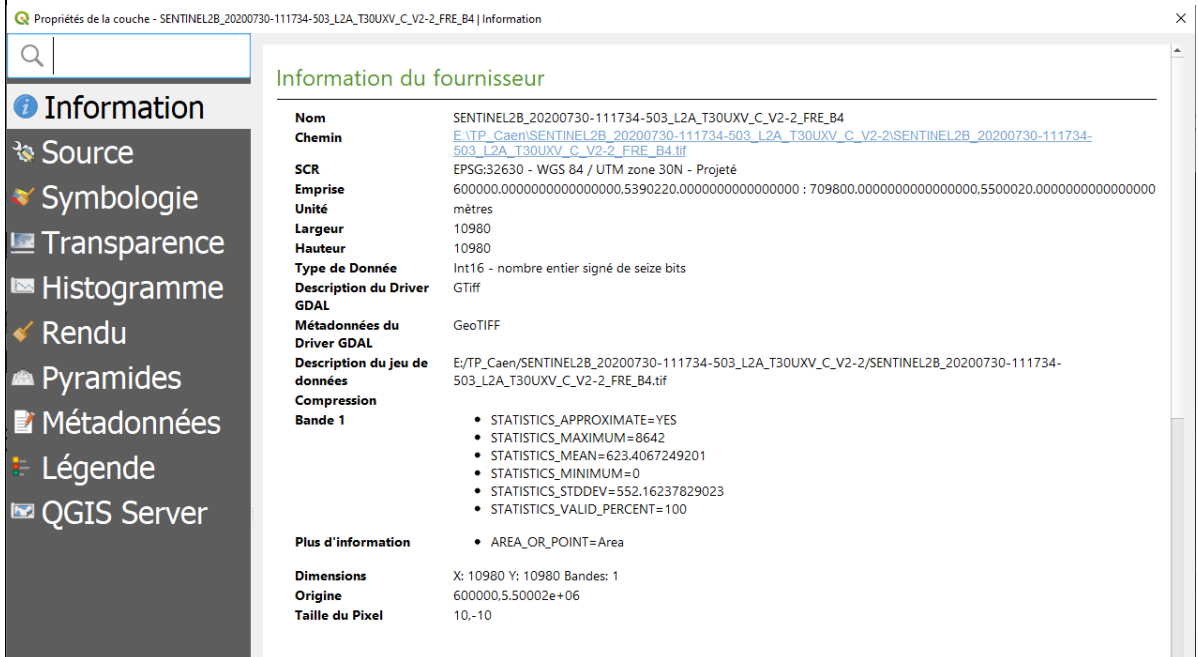 Propriétés de la couche - SENTINEL2B_20200730-111734-503_L2A_T30UXV_C_V2-2_FRE_B4 | Information
Information
Source
Symbologie
Transparence
Histogramme
Rendu
Pyramides
Métadonnées
Légende
QGIS Server
Information du fournisseur
Nom SENTINEL2B_20200730-111734-503_L2A_T30UXV_C_V2-2_FRE_B4
Chemin E:\TP_Caen\SENTINEL2B_20200730-111734-503_L2A_T30UXV_C_V2-2\SENTINEL2B_20200730-111734-
503_L2A_T30UXV_C_V2-2_FRE_B4.tif
SCR EPSG:32630 - WGS 84 / UTM zone 30N - Projeté
Emprise 600000.0000000000000000,5390220.0000000000000000 : 709800.0000000000000000,5500020.0000000000000000
Unité mètres
Largeur 10980
Hauteur 10980
Type de Donnée Int16 - nombre entier signé de seize bits
Description du Driver GTiff
GDAL
Métadonnées du GeoTIFF
Driver GDAL
Description du jeu de E:/TP_Caen/SENTINEL2B_20200730-111734-503_L2A_T30UXV_C_V2-2/SENTINEL2B_20200730-111734-
données 503_L2A_T30UXV_C_V2-2_FRE_B4.tif
Compression
Bande 1 • STATISTICS_APPROXIMATE=YES
• STATISTICS_MAXIMUM=8642
• STATISTICS_MEAN=623.4067249201
• STATISTICS_MINIMUM=0
• STATISTICS_STDDEV=552.16237829023
• STATISTICS_VALID_PERCENT=100
Plus d'information • AREA_OR_POINT=Area
Dimensions X: 10980 Y: 10980 Bandes: 1
Origine 600000,5.50002e+06
Taille du Pixel 10,-10